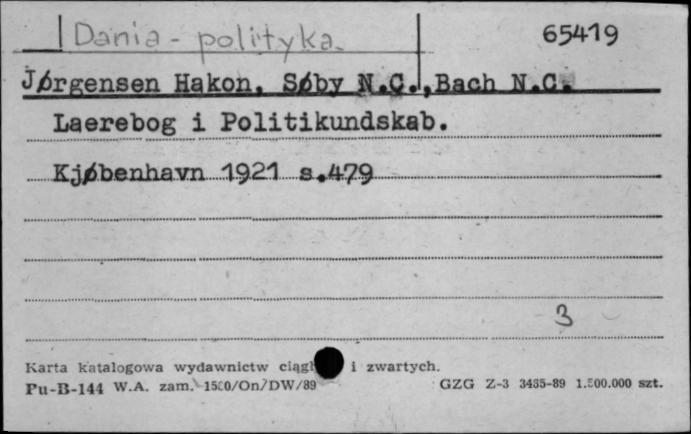 Dania - polityka.
65419
Jørgensen Hakon, Søby N.C., Bach N.C.
Laerebog i Politikundskab.
Kjøbenhavn 1921 s.479
3
Karta katalogowa wydawnictw ciągł i zwartych.
Pu-B-144 W.A. zam. 1500/On/DW/89 GZG Z-3 3435-89 1.500.000 szt.